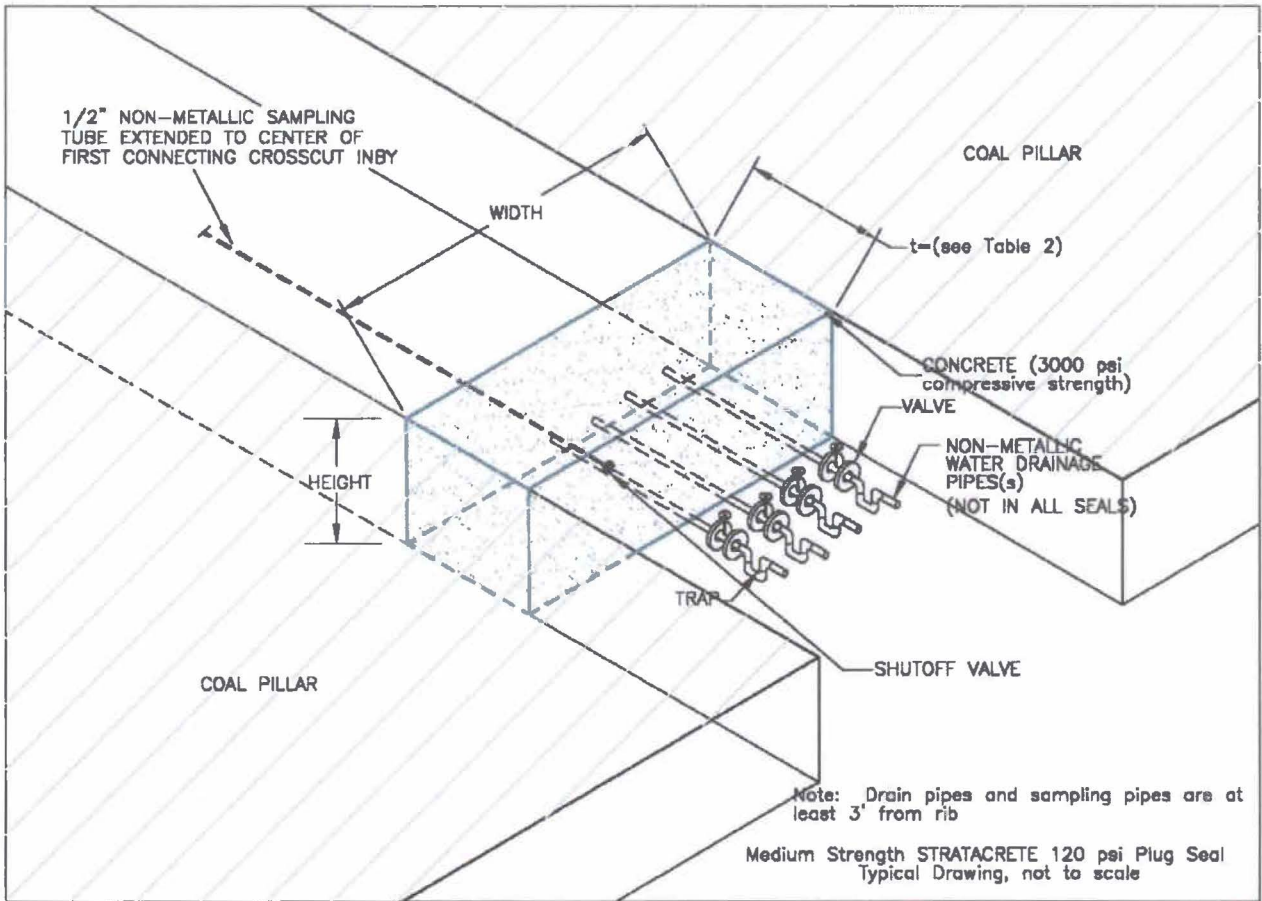 1/2" NON-METALLIC SAMPLING
TUBE EXTENDED TO CENTER OF
FIRST CONNECTING CROSSCUT INBY
COAL PILLAR
WIDTH
t=(see Table 2)
CONCRETE (3000 psi
compressive strength)
VALVE
NON-METALLIC
WATER DRAINAGE
PIPES(s)
(NOT IN ALL SEALS)
HEIGHT
TRAP
SHUTOFF VALVE
COAL PILLAR
Note: Drain pipes and sampling pipes are at
least 3' from rib
Medium Strength STRATACRETE 120 psi Plug Seal
Typical Drawing, not to scale